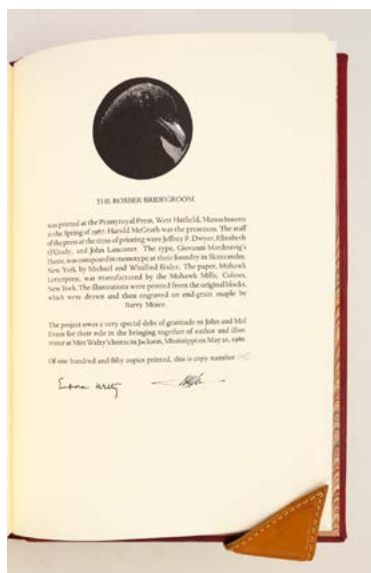 THE ROBBER BRIDEGROOM
was printed at the Pennyroyal Press, West Hatfield, Massachusetts
in the Spring of 1987. Harold McGrath was the pressman. The staff
of the press at the time of printing were Jeffrey P. Dwyer, Elizabeth
O'Grady, and John Lancaster. The type, Giovanni Mardersteig's
Dante, was composed in monotype at their foundry in Skaneateles,
New York by Michael and Winifred Bixler. The paper, Mohawk
Letterpress, was manufactured by the Mohawk Mills, Cohoes,
New York. The illustrations were printed from the original blocks,
which were drawn and then engraved on end-grain maple by
Barry Moser.
The project owes a very special debt of gratitude to John and
Evans for their role in the bringing together of author and illus-
trator at Miss Welty's home in Jackson, Mississippi on May 1986.
Of one hundred and fifty copies printed, this is copy number
Eudora Welty